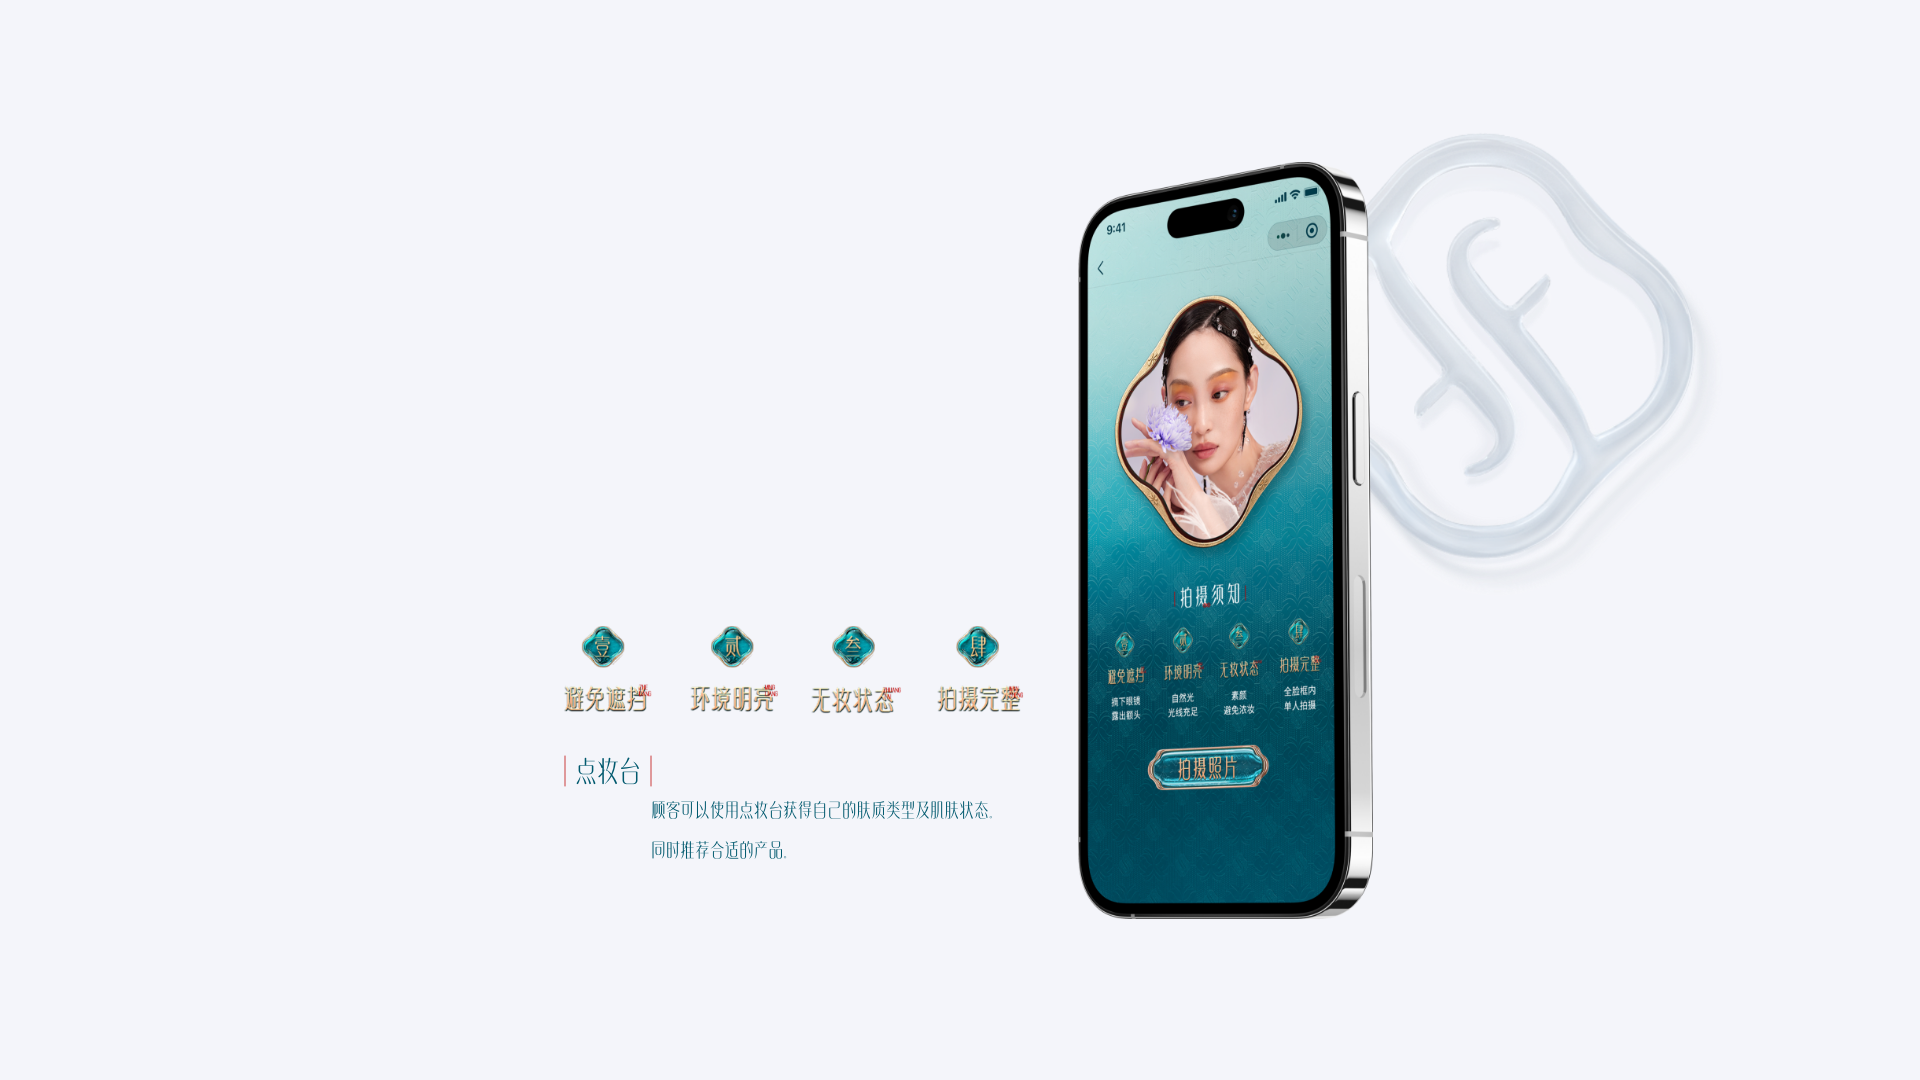 壹 贰 叁 肆
避免遮挡 环境明亮 无妆状态 拍摄完整
点妆台
顾客可以使用点妆台获得自己的肤质类型及肌肤状态。
同时推荐合适的产品。
9:41
拍摄须知
壹 贰 叁 肆
避免遮挡 环境明亮 无妆状态 拍摄完整
摘下眼镜 自然光 素颜 全脸框内
露出额头 光线充足 避免浓妆 单人拍摄
拍摄照片